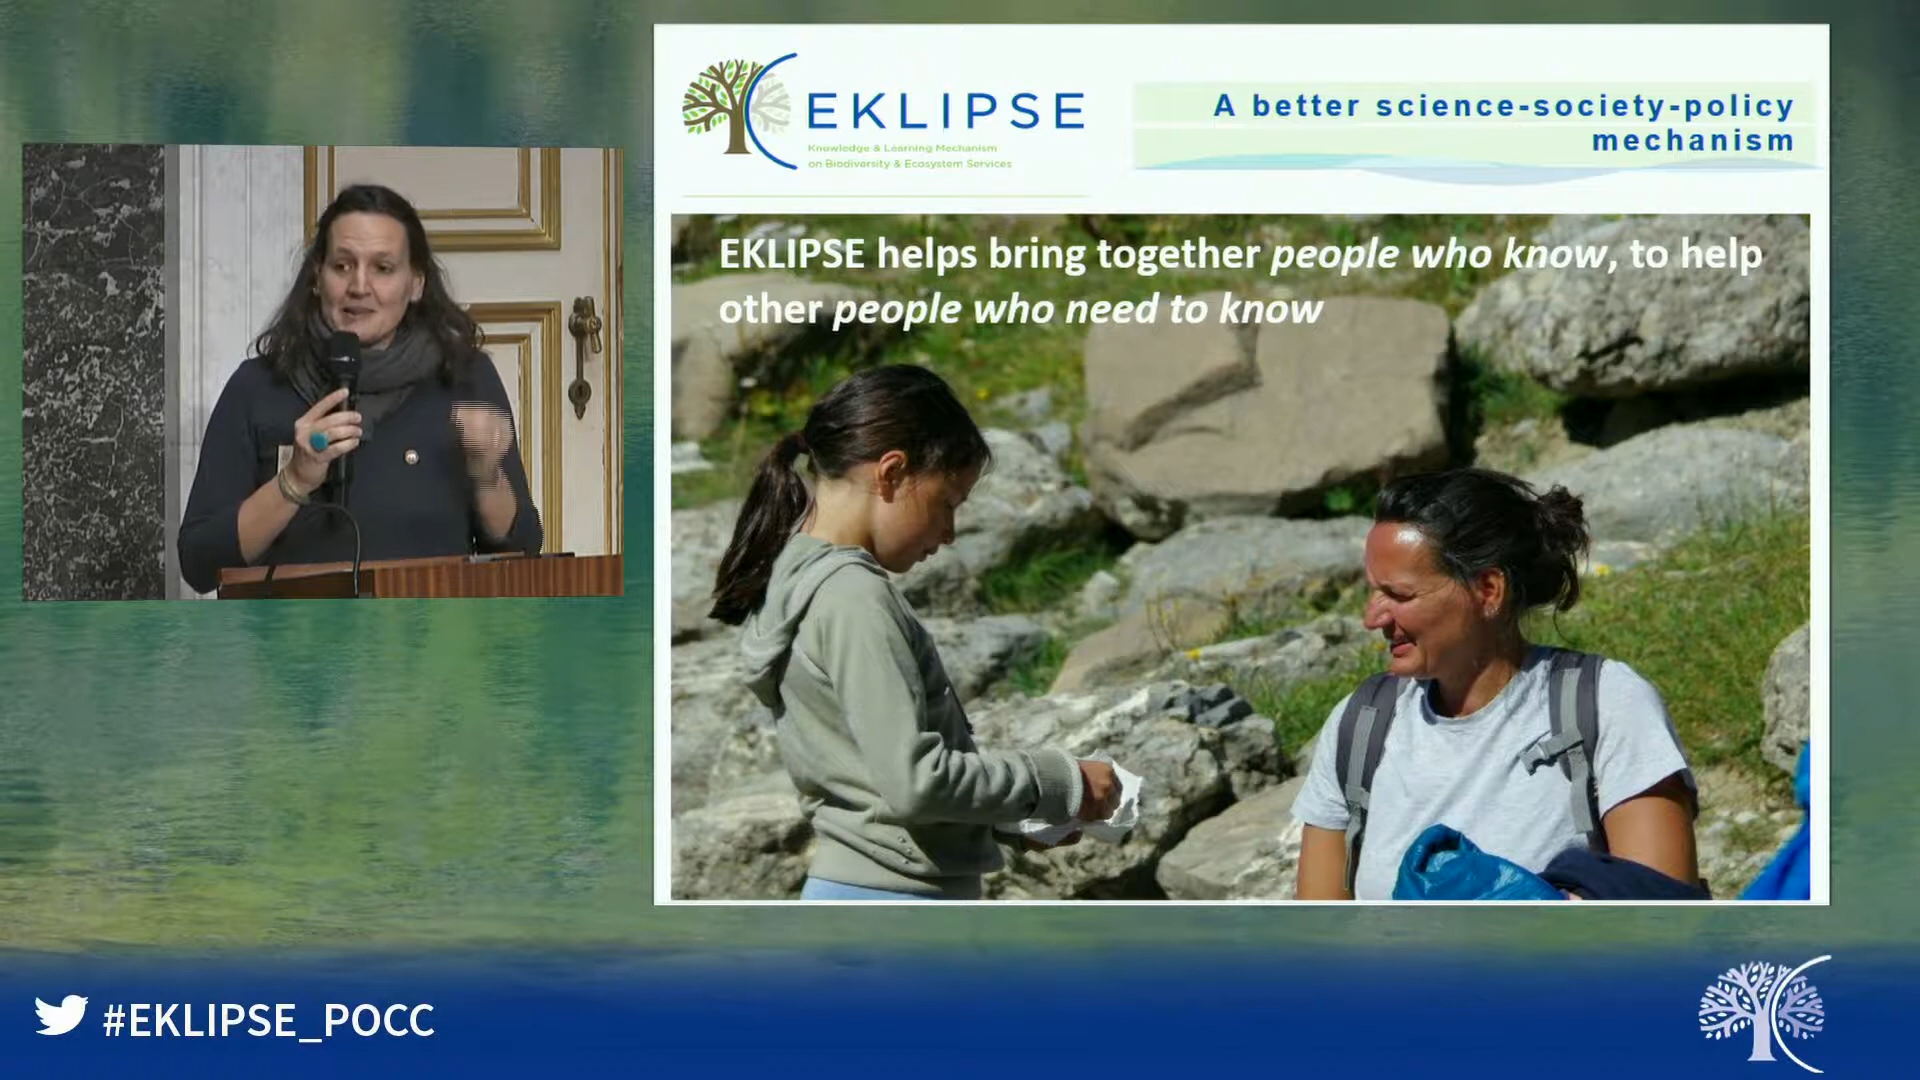 EKLIPSE
Knowledge & Learning Mechanism
on Biodiversity & Ecosystem Services
A better science-society-policy
mechanism
EKLIPSE helps bring together people who know, to help
other people who need to know
#EKLIPSE_POCC